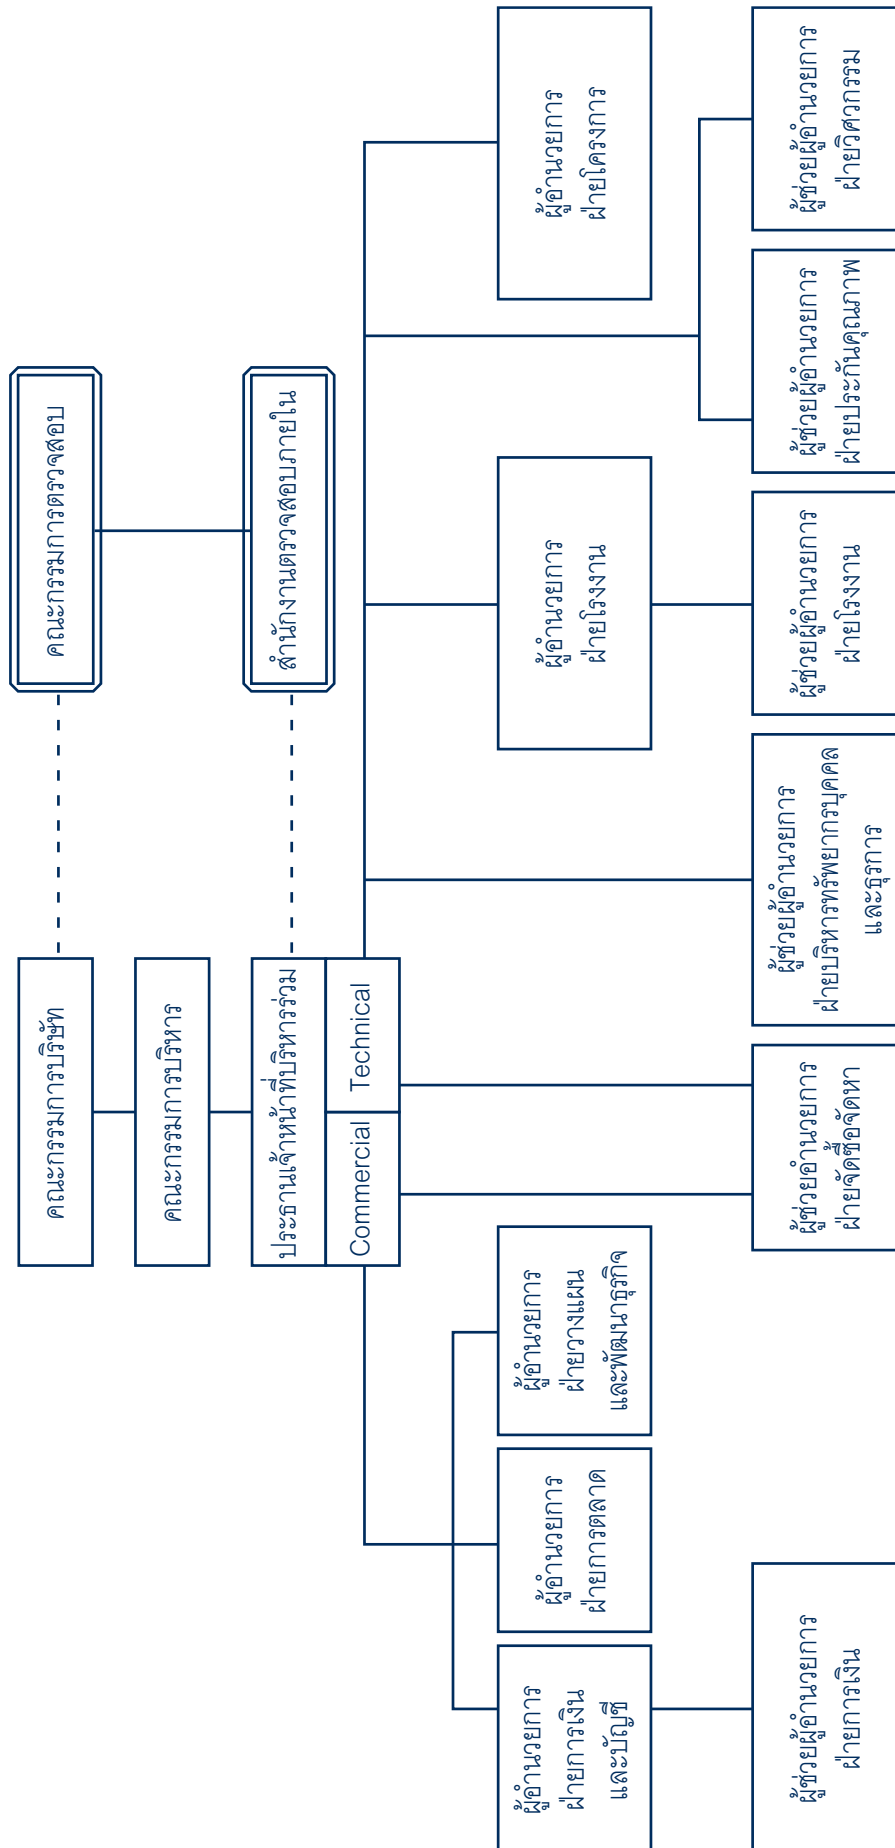 คณะกรรมการบริษัท
คณะกรรมการตรวจสอบ
คณะกรรมการบริหาร
ประธานเจ้าหน้าที่บริหารร่วม
Commercial
Technical
สำนักงานตรวจสอบภายใน
ผู้อำนวยการ
ฝ่ายการเงิน
และบัญชี
ผู้อำนวยการ
ฝ่ายการตลาด
ผู้อำนวยการ
ฝ่ายวางแผน
และพัฒนาธุรกิจ
ผู้อำนวยการ
ฝ่ายโรงงาน
ผู้อำนวยการ
ฝ่ายโครงการ
ผู้ช่วยผู้อำนวยการ
ฝ่ายการเงิน
ผู้ช่วยอำนวยการ
ฝ่ายจัดซื้อจัดหา
ผู้ช่วยผู้อำนวยการ
ฝ่ายบริหารทรัพยากรบุคคล
และธุรการ
ผู้ช่วยผู้อำนวยการ
ฝ่ายโรงงาน
ผู้ช่วยผู้อำนวยการ
ฝ่ายประกันคุณภาพ
ผู้ช่วยผู้อำนวยการ
ฝ่ายวิศวกรรม